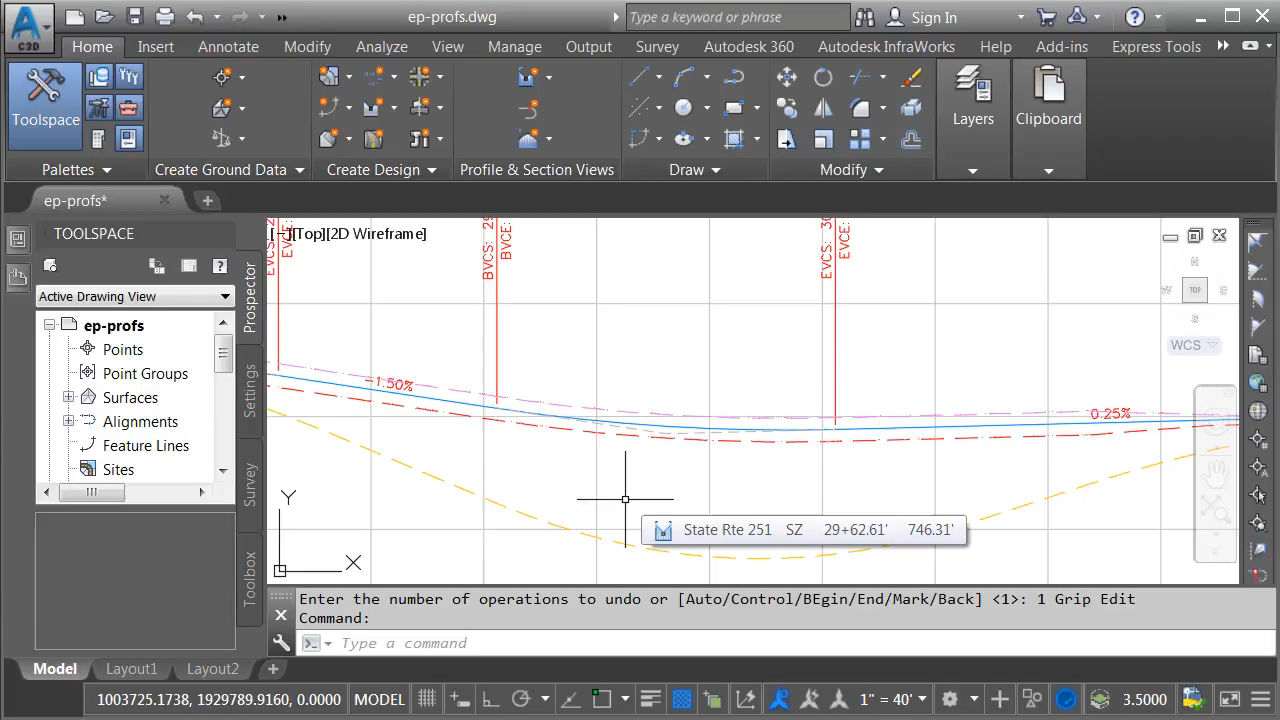 C3D
ep-profs.dwg
Type a keyword or phrase
Sign In
Home
Insert
Annotate
Modify
Analyze
View
Manage
Output
Survey
Autodesk 360
Autodesk InfraWorks
Help
Add-ins
Express Tools
Toolspace
Layers
Clipboard
Palettes
Create Ground Data
Create Design
Profile & Section Views
Draw
Modify
ep-profs*
TOOLSPACE
Active Drawing View
ep-profs
Points
Point Groups
Surfaces
Alignments
Feature Lines
Sites
Prospector
Settings
Survey
Toolbox
[−][Top][2D Wireframe]
EVCS: 2
EVCE:
BVCS: 29
BVCE:
EVCS: 30
EVCE:
-1.50%
0.25%
N
W
TOP
E
S
WCS
Y
X
State Rte 251 SZ 29+62.61' 746.31'
Enter the number of operations to undo or [Auto/Control/BEgin/End/Mark/Back] <1>: 1 Grip Edit
Command:
Type a command
Model
Layout1
Layout2
1003725.1738, 1929789.9160, 0.0000
MODEL
1" = 40'
3.5000